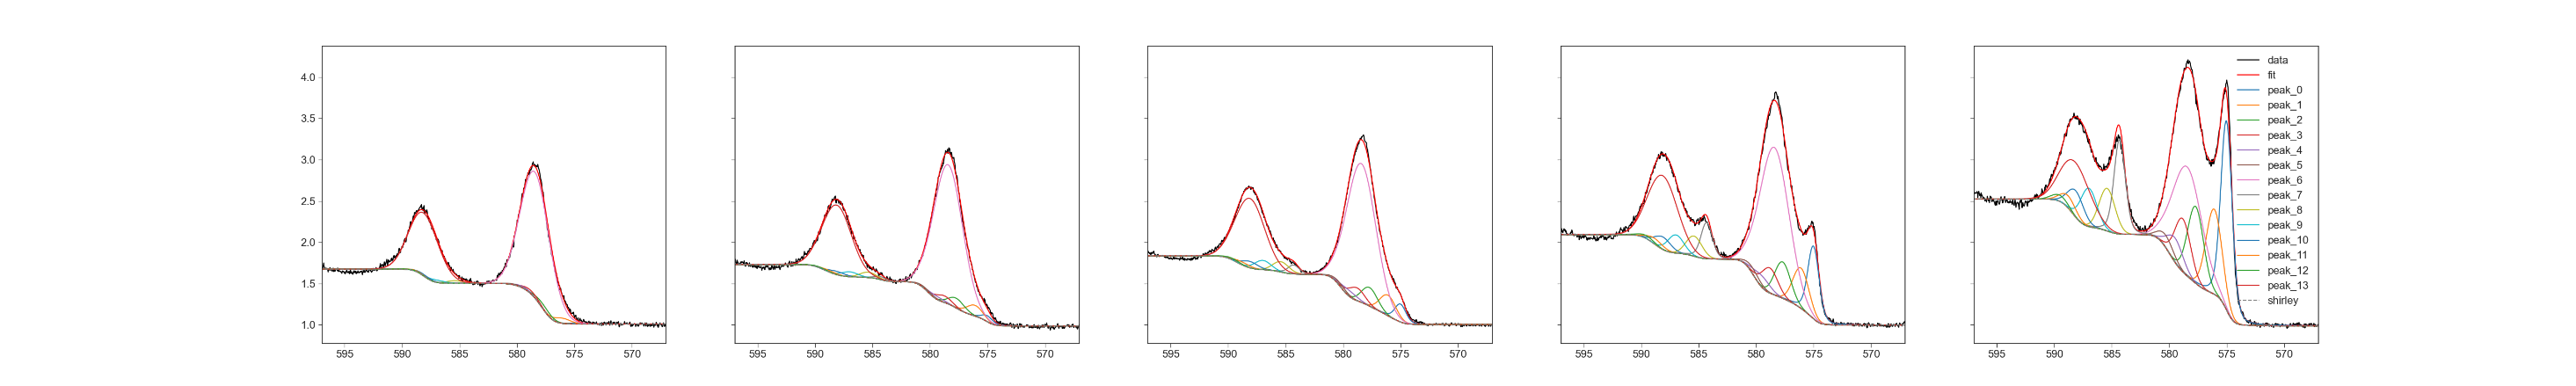 4.0
3.5
3.0
2.5
2.0
1.5
1.0
595 590 585 580 575 570
595 590 585 580 575 570
595 590 585 580 575 570
595 590 585 580 575 570
595 590 585 580 575 570
data
fit
peak_0
peak_1
peak_2
peak_3
peak_4
peak_5
peak_6
peak_7
peak_8
peak_9
peak_10
peak_11
peak_12
peak_13
shirley